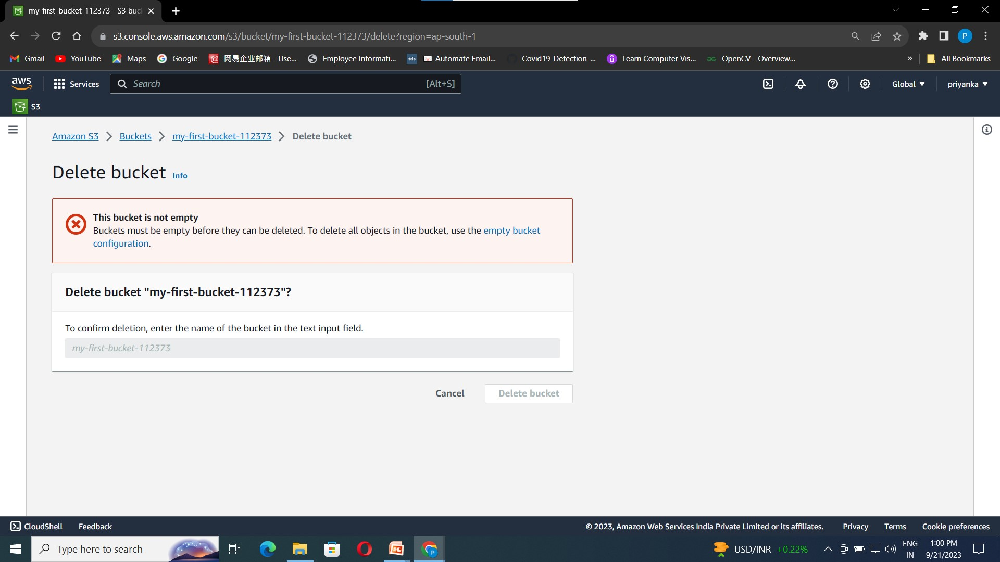 my-first-bucket-112373 - S3 buc
s3.console.aws.amazon.com/s3/bucket/my-first-bucket-112373/delete?region=ap-south-1
P
Gmail
YouTube
Maps
Google
网易企业邮箱 - Use...
Employee Informati...
tds
Automate Email...
Covid19_Detection_...
Learn Computer Vis...
OpenCV - Overview...
» All Bookmarks
aws
Services
Search
[Alt+S]
Global
priyanka
S3
Amazon S3 > Buckets > my-first-bucket-112373 > Delete bucket
Delete bucket Info
This bucket is not empty
Buckets must be empty before they can be deleted. To delete all objects in the bucket, use the empty bucket
configuration.
Delete bucket "my-first-bucket-112373"?
To confirm deletion, enter the name of the bucket in the text input field.
my-first-bucket-112373
Cancel
Delete bucket
CloudShell
Feedback
© 2023, Amazon Web Services India Private Limited or its affiliates.
Privacy
Terms
Cookie preferences
Type here to search
USD/INR +0.22%
ENG
IN
1:00 PM
9/21/2023